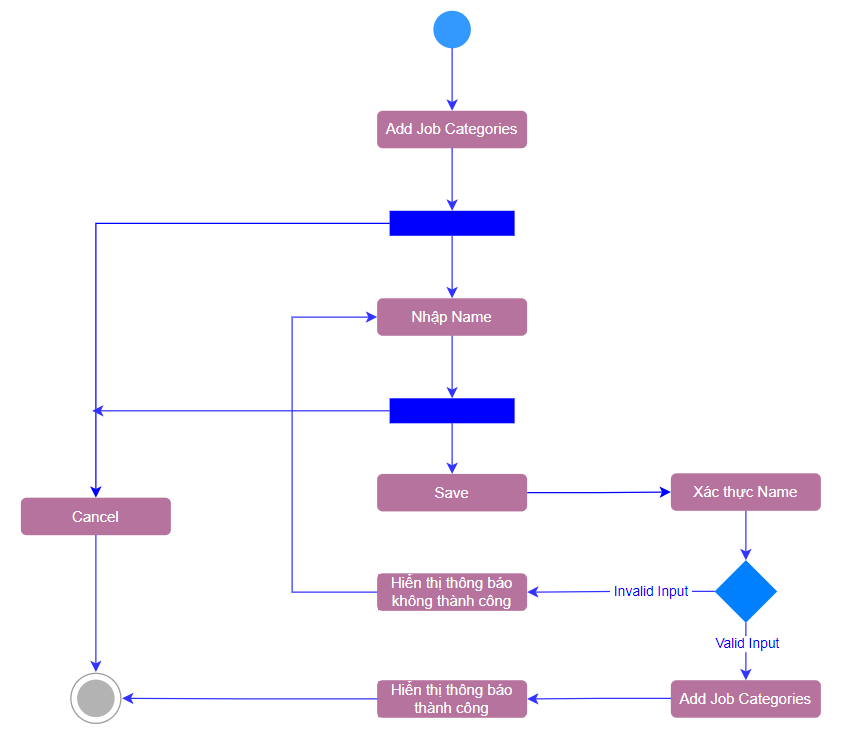 Add Job Categories
Nhập Name
Save
Xác thực Name
Cancel
Hiển thị thông báo
không thành công
Invalid Input
Valid Input
Hiển thị thông báo
thành công
Add Job Categories